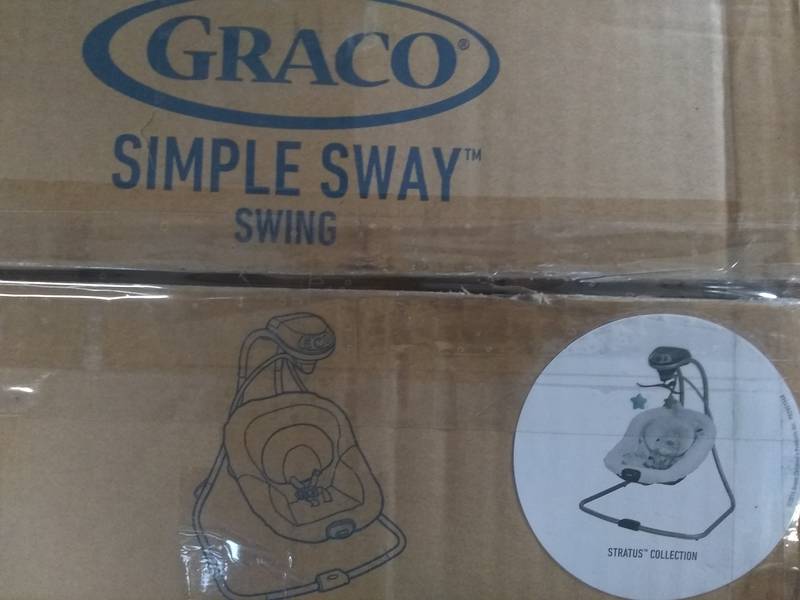 GRACO®
SIMPLE SWAY™
SWING
STRATUS™ COLLECTION